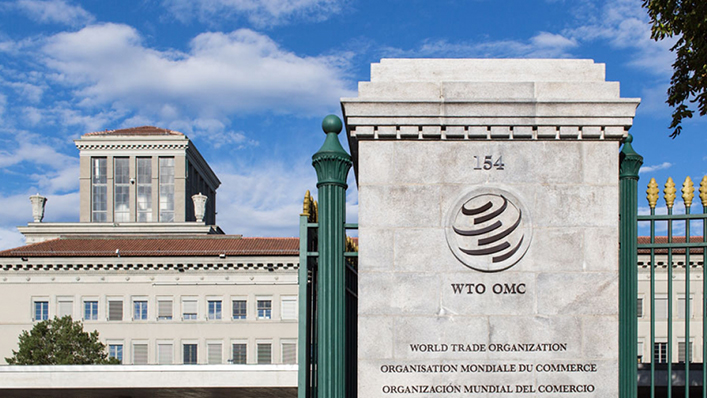 154
WTO OMC
WORLD TRADE ORGANIZATION
ORGANISATION MONDIALE DU COMMERCE
ORGANIZACIÓN MUNDIAL DEL COMERCIO